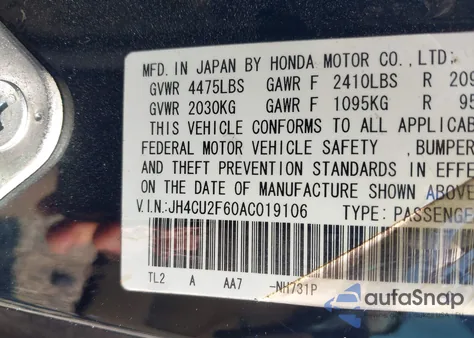 MFD. IN JAPAN BY HONDA MOTOR CO., LTD:
GVWR 4475LBS GAWR F 2410LBS R 209
GVWR 2030KG GAWR F 1095KG R 95
THIS VEHICLE CONFORMS TO ALL APPLICAB
FEDERAL MOTOR VEHICLE SAFETY , BUMPER
AND THEFT PREVENTION STANDARDS IN EFFE
ON THE DATE OF MANUFACTURE SHOWN ABOVE
V.I.N.:JH4CU2F60AC019106 TYPE: PASSENGE
TL2 A AA7 -NH731P
autoSnap